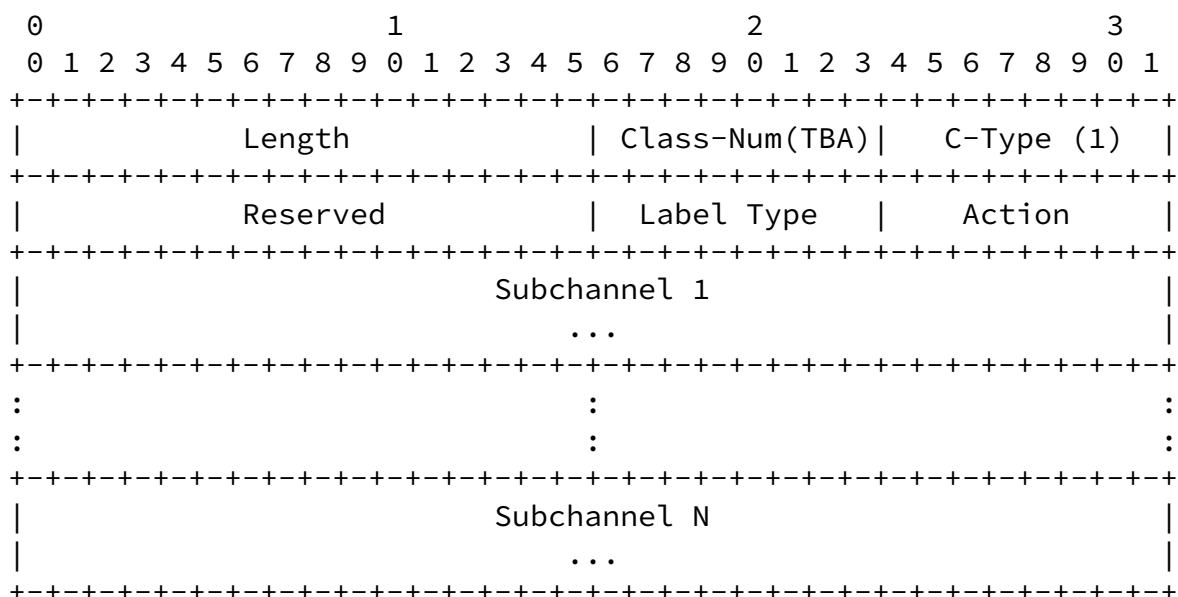 0                   1                   2                   3
 0 1 2 3 4 5 6 7 8 9 0 1 2 3 4 5 6 7 8 9 0 1 2 3 4 5 6 7 8 9 0 1
+-+-+-+-+-+-+-+-+-+-+-+-+-+-+-+-+-+-+-+-+-+-+-+-+-+-+-+-+-+-+-+-+
|            Length             | Class-Num(TBA)|   C-Type (1)  |
+-+-+-+-+-+-+-+-+-+-+-+-+-+-+-+-+-+-+-+-+-+-+-+-+-+-+-+-+-+-+-+-+
|            Reserved           |  Label Type   |    Action     |
+-+-+-+-+-+-+-+-+-+-+-+-+-+-+-+-+-+-+-+-+-+-+-+-+-+-+-+-+-+-+-+-+
|                          Subchannel 1                         |
|                              ...                              |
+-+-+-+-+-+-+-+-+-+-+-+-+-+-+-+-+-+-+-+-+-+-+-+-+-+-+-+-+-+-+-+-+
:                               :                               :
:                               :                               :
+-+-+-+-+-+-+-+-+-+-+-+-+-+-+-+-+-+-+-+-+-+-+-+-+-+-+-+-+-+-+-+-+
|                          Subchannel N                         |
|                              ...                              |
+-+-+-+-+-+-+-+-+-+-+-+-+-+-+-+-+-+-+-+-+-+-+-+-+-+-+-+-+-+-+-+-+